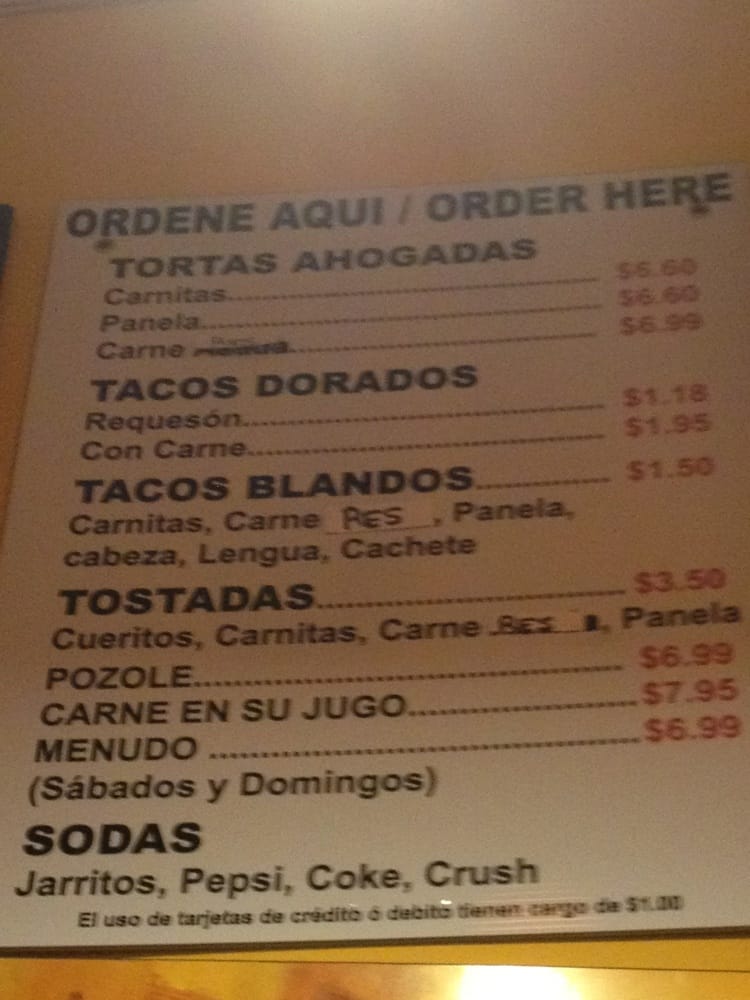 ORDENE AQUI / ORDER HERE
TORTAS AHOGADAS
Carnitas............................................ $6.60
Panela............................................... $6.60
Carne ............................................... $6.99
TACOS DORADOS
Requesón........................................... $1.18
Con Carne........................................... $1.95
TACOS BLANDOS................. $1.50
Carnitas, Carne RES, Panela,
cabeza, Lengua, Cachete
TOSTADAS..................................... $3.50
Cueritos, Carnitas, Carne RES, Panela
POZOLE................................................... $6.99
CARNE EN SU JUGO.......................... $7.95
MENUDO .................................................. $6.99
(Sábados y Domingos)
SODAS
Jarritos, Pepsi, Coke, Crush
El uso de tarjetas de crédito ó debito tienen cargo de $1.00